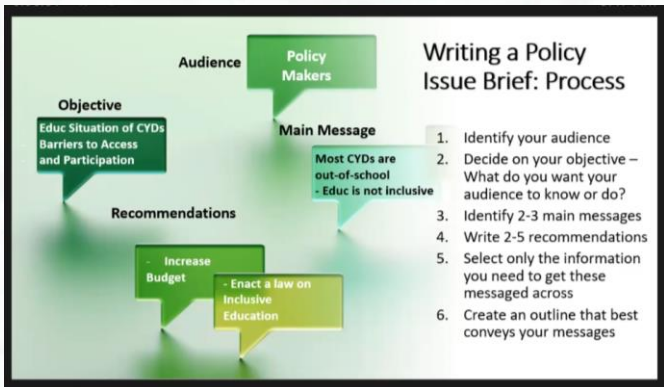 Writing a Policy
Issue Brief: Process
Audience
Policy
Makers
Objective
Educ Situation of CYDs
Barriers to Access
and Participation
Main Message
Most CYDs are
out-of-school
- Educ is not inclusive
Recommendations
- Increase
Budget
- Enact a law on
Inclusive
Education
1. Identify your audience
2. Decide on your objective –
What do you want your
audience to know or do?
3. Identify 2-3 main messages
4. Write 2-5 recommendations
5. Select only the information
you need to get these
messaged across
6. Create an outline that best
conveys your messages